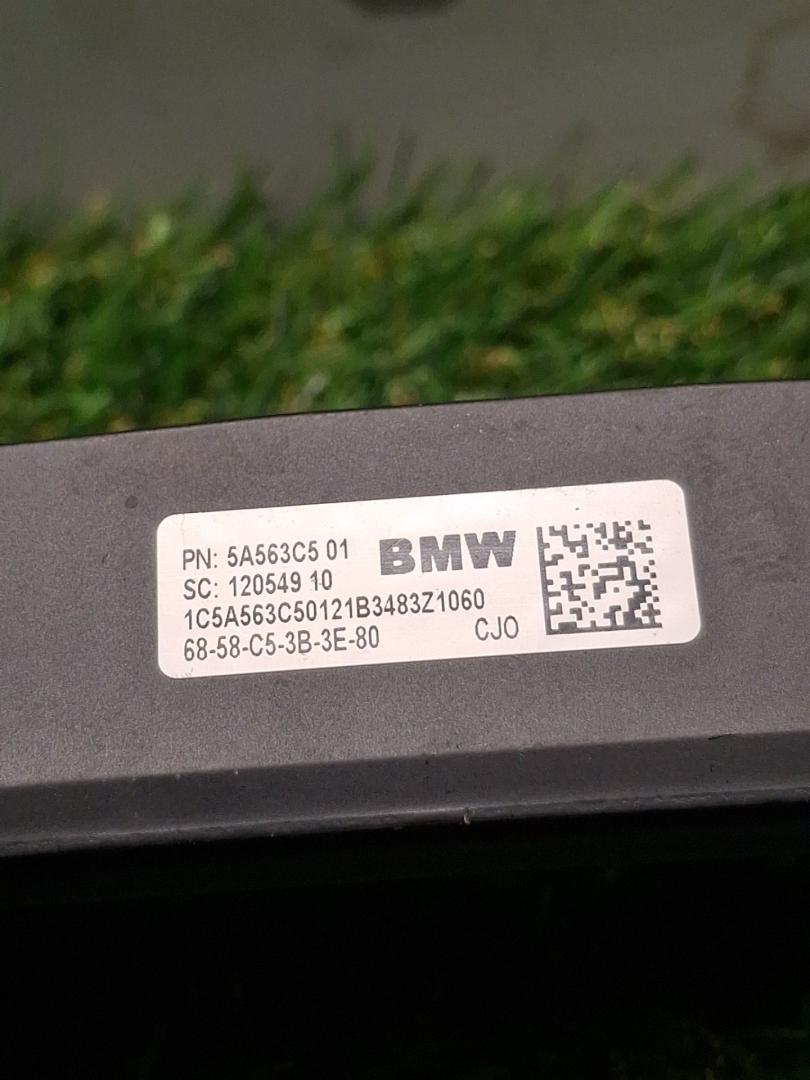 PN: 5A563C5 01
BMW
SC: 120549 10
1C5A563C50121B3483Z1060
68-58-C5-3B-3E-80
CJO